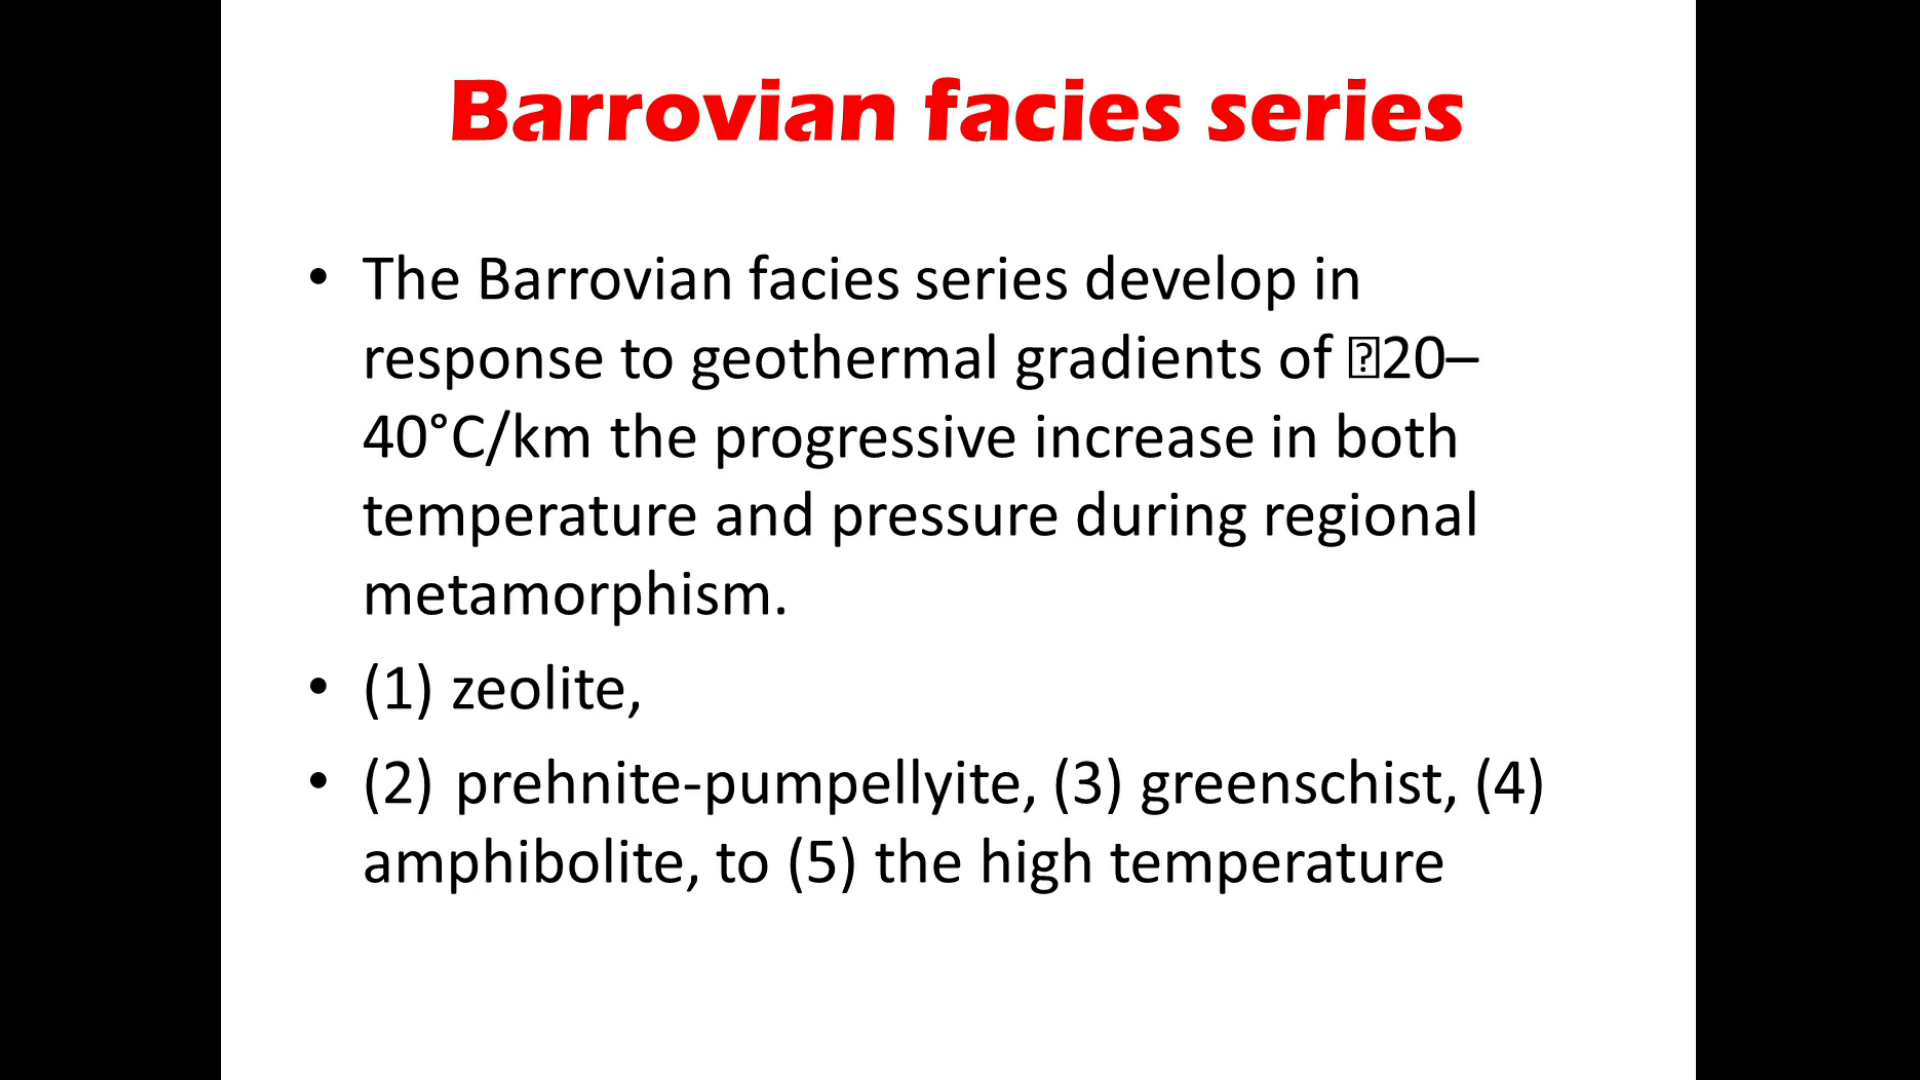 Barrovian facies series
• The Barrovian facies series develop in
response to geothermal gradients of 20–
40°C/km the progressive increase in both
temperature and pressure during regional
metamorphism.
• (1) zeolite,
• (2) prehnite-pumpellyite, (3) greenschist, (4)
amphibolite, to (5) the high temperature